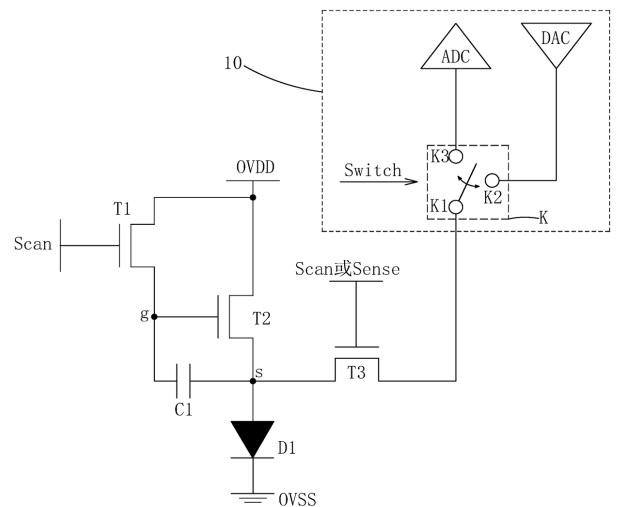 ADC
DAC
10
K3
Switch
K2
K1
K
OVDD
T1
Scan
Scan或Sense
g
T2
s
T3
C1
D1
OVSS